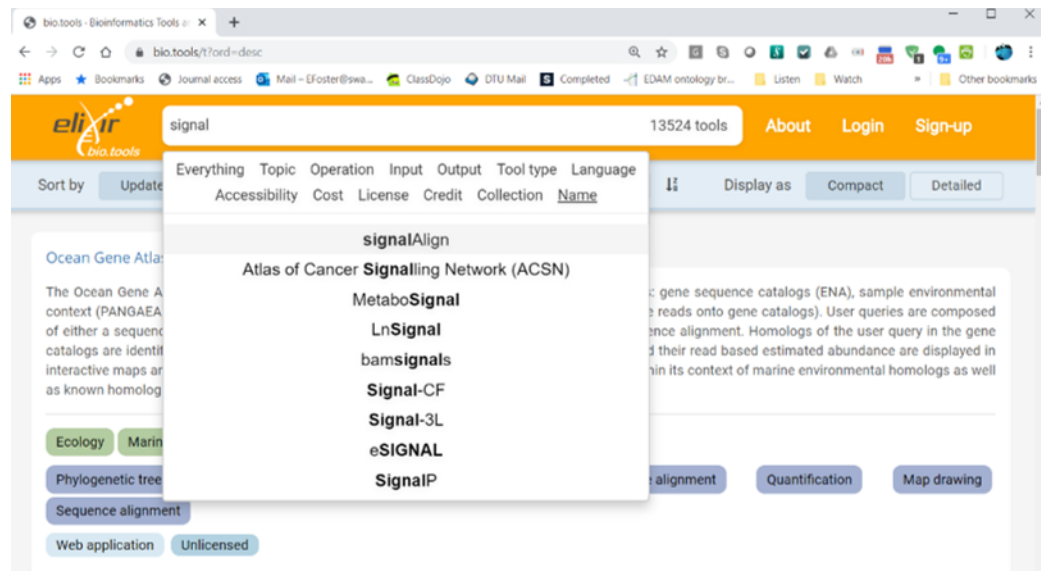 bio.tools - Bioinformatics Tools an
bio.tools/t?ord=desc
Apps Bookmarks Journal access Mail – EFoster@swa... ClassDojo DTU Mail Completed EDAM ontology br... Listen Watch » Other bookmarks
elixir
bio.tools
signal 13524 tools About Login Sign-up
Sort by Update Display as Compact Detailed
Everything Topic Operation Input Output Tool type Language
Accessibility Cost License Credit Collection Name
signalAlign
Atlas of Cancer Signalling Network (ACSN)
MetaboSignal
LnSignal
bamsignals
Signal-CF
Signal-3L
eSIGNAL
SignalP
Ocean Gene Atla
The Ocean Gene A : gene sequence catalogs (ENA), sample environmental
context (PANGAEA reads onto gene catalogs). User queries are composed
of either a sequenc ence alignment. Homologs of the user query in the gene
catalogs are identif their read based estimated abundance are displayed in
interactive maps ar in its context of marine environmental homologs as well
as known homolog
Ecology Marin
Phylogenetic tree alignment Quantification Map drawing
Sequence alignment
Web application Unlicensed